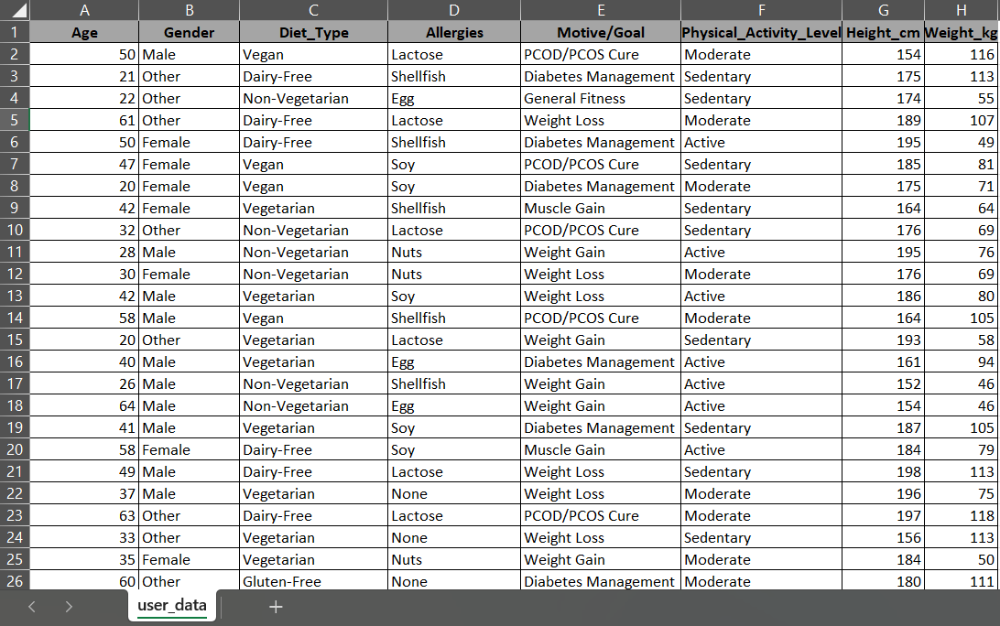 A B C D E F G H
1 Age Gender Diet_Type Allergies Motive/Goal Physical_Activity_Level Height_cm Weight_kg
2 50 Male Vegan Lactose PCOD/PCOS Cure Moderate 154 116
3 21 Other Dairy-Free Shellfish Diabetes Management Sedentary 175 113
4 22 Other Non-Vegetarian Egg General Fitness Sedentary 174 55
5 61 Other Dairy-Free Lactose Weight Loss Moderate 189 107
6 50 Female Dairy-Free Shellfish Diabetes Management Active 195 49
7 47 Female Vegan Soy PCOD/PCOS Cure Sedentary 185 81
8 20 Female Vegan Soy Diabetes Management Moderate 175 71
9 42 Female Vegetarian Shellfish Muscle Gain Sedentary 164 64
10 32 Other Non-Vegetarian Lactose PCOD/PCOS Cure Sedentary 176 69
11 28 Male Non-Vegetarian Nuts Weight Gain Active 195 76
12 30 Female Non-Vegetarian Nuts Weight Loss Moderate 176 69
13 42 Male Vegetarian Soy Weight Loss Active 186 80
14 58 Male Vegan Shellfish PCOD/PCOS Cure Moderate 164 105
15 20 Other Vegetarian Lactose Weight Gain Sedentary 193 58
16 40 Male Vegetarian Egg Diabetes Management Active 161 94
17 26 Male Non-Vegetarian Shellfish Weight Gain Active 152 46
18 64 Male Non-Vegetarian Egg Weight Gain Active 154 46
19 41 Male Vegetarian Soy Diabetes Management Sedentary 187 105
20 58 Female Dairy-Free Soy Muscle Gain Active 184 79
21 49 Male Dairy-Free Lactose Weight Loss Sedentary 198 113
22 37 Male Vegetarian None Weight Loss Moderate 196 75
23 63 Other Dairy-Free Lactose PCOD/PCOS Cure Moderate 197 118
24 33 Other Vegetarian None Weight Loss Sedentary 156 113
25 35 Female Vegetarian Nuts Weight Gain Moderate 184 50
26 60 Other Gluten-Free None Diabetes Management Moderate 180 111
user_data